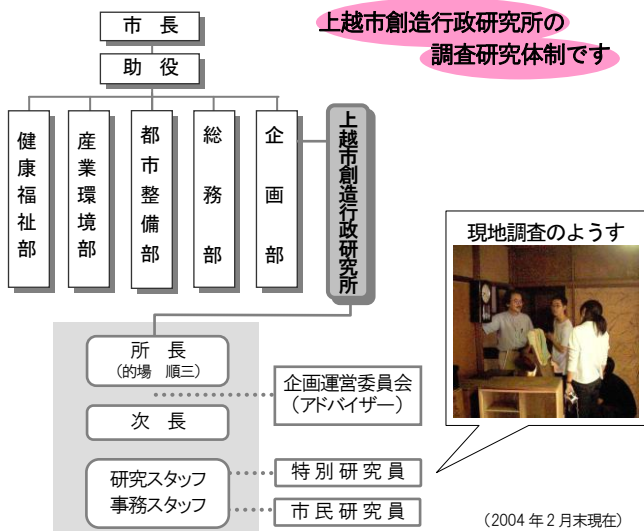 上越市創造行政研究所の
調査研究体制です
市長
助役
健康福祉部
産業環境部
都市整備部
総務部
企画部
上越市創造行政研究所
現地調査のようす
所長
(的場 順三)
企画運営委員会
(アドバイザー)
次長
研究スタッフ
事務スタッフ
特別研究員
市民研究員
(2004年2月末現在)